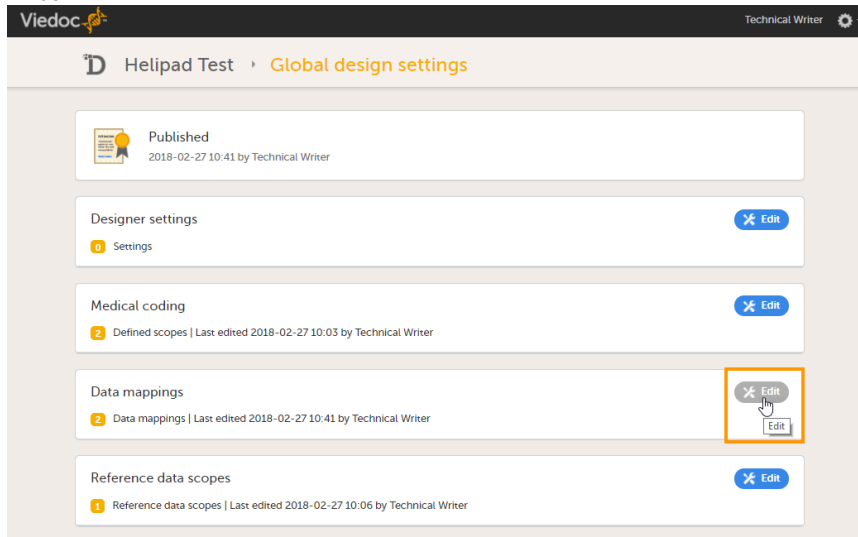 Viedoc
Technical Writer
Helipad Test Global design settings
Published
2018-02-27 10:41 by Technical Writer
Designer settings
Edit
0 Settings
Medical coding
Edit
2 Defined scopes | Last edited 2018-02-27 10:03 by Technical Writer
Data mappings
Edit
2 Data mappings | Last edited 2018-02-27 10:41 by Technical Writer
Edit
Reference data scopes
Edit
1 Reference data scopes | Last edited 2018-02-27 10:06 by Technical Writer